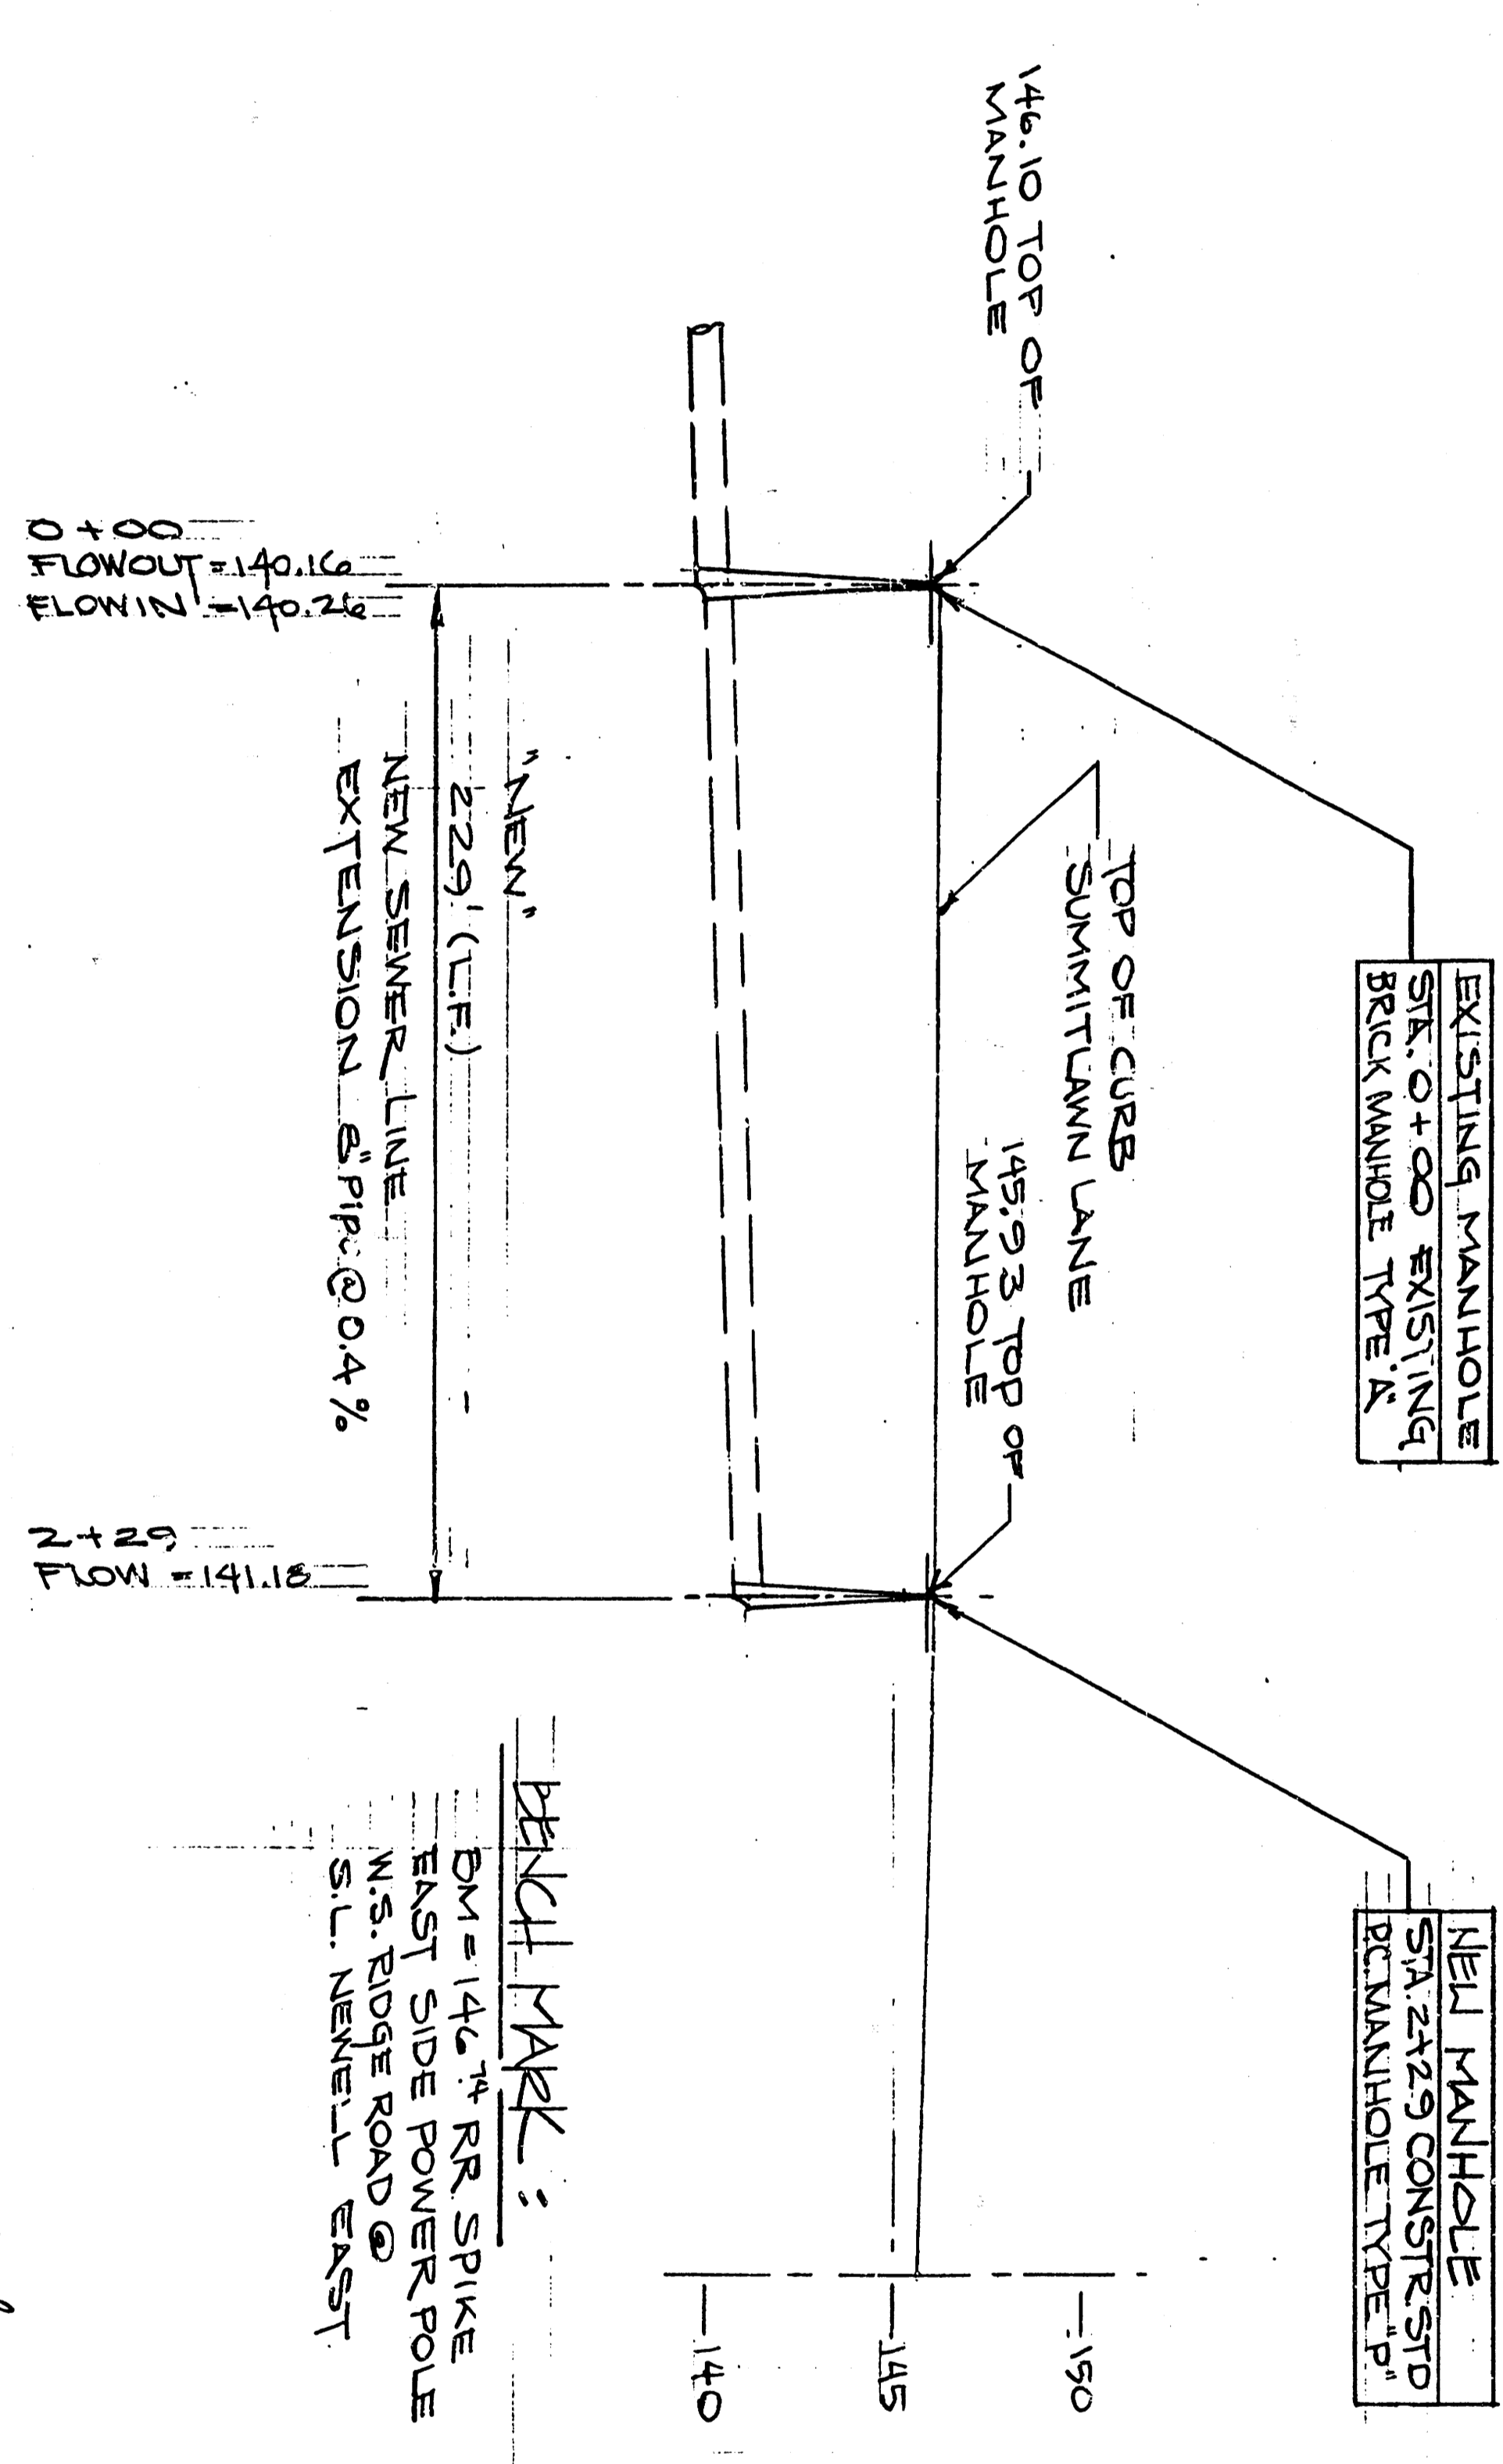 EXISTING MANHOLE
STA. 0+00 EXISTING
BRICK MANHOLE TYPE "A"
NEW MANHOLE
STA. 2+29 CONSTR STD
P.C. MANHOLE TYPE "P"
146.10 TOP OF
MANHOLE
TOP OF CURB
SUMMITLAWN LANE
145.93 TOP OF
MANHOLE
150
145
140
"NEW"
229' (L.F.)
NEW SEWER LINE
EXTENSION 8" Pipe @ 0.4%
BENCH MARK :
BM = 146.74 RR. SPIKE
EAST SIDE POWER POLE
W.S. RIDGE ROAD @
S.L. NEWELL EAST
0+00
FLOWOUT = 140.16
FLOWIN = 140.26
2+29
FLOW = 141.18